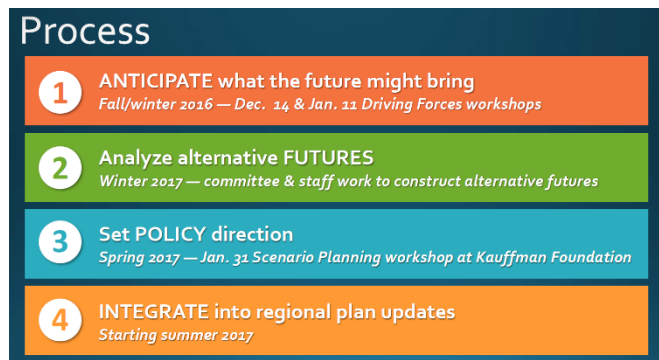 Process
1
ANTICIPATE what the future might bring
Fall/winter 2016 — Dec. 14 & Jan. 11 Driving Forces workshops
2
Analyze alternative FUTURES
Winter 2017 — committee & staff work to construct alternative futures
3
Set POLICY direction
Spring 2017 — Jan. 31 Scenario Planning workshop at Kauffman Foundation
4
INTEGRATE into regional plan updates
Starting summer 2017